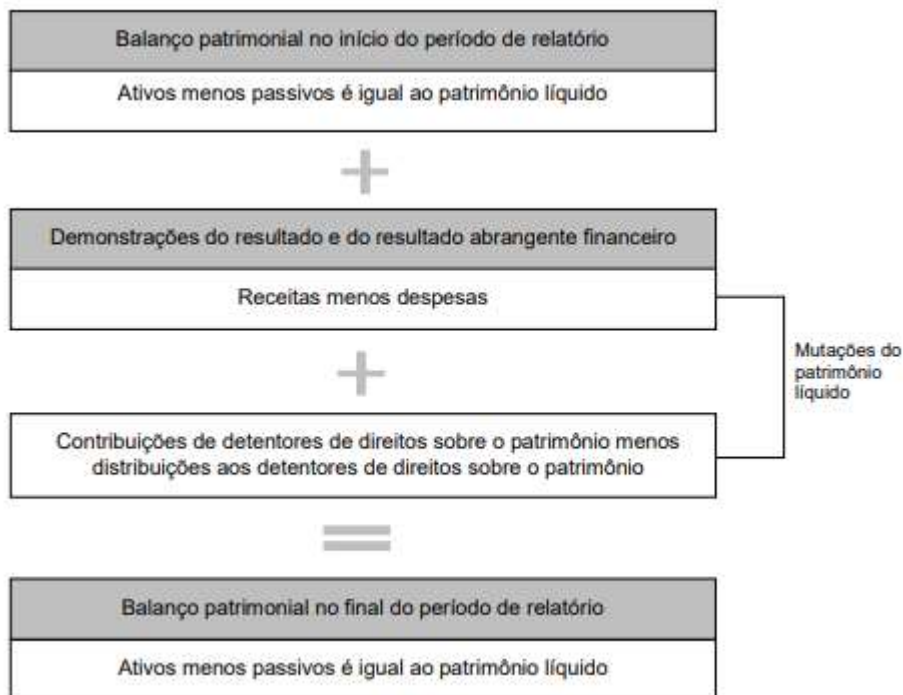 Balanço patrimonial no início do período de relatório
Ativos menos passivos é igual ao patrimônio líquido
+
Demonstrações do resultado e do resultado abrangente financeiro
Receitas menos despesas
+
Mutações do
patrimônio
líquido
Contribuições de detentores de direitos sobre o patrimônio menos
distribuições aos detentores de direitos sobre o patrimônio
=
Balanço patrimonial no final do período de relatório
Ativos menos passivos é igual ao patrimônio líquido